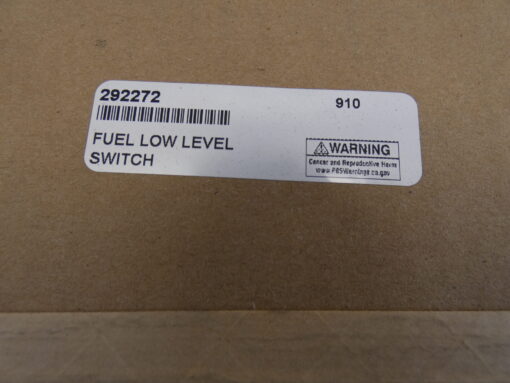 292272
910
FUEL LOW LEVEL
SWITCH
WARNING
Cancer and Reproductive Harm
www.P65Warnings.ca.gov